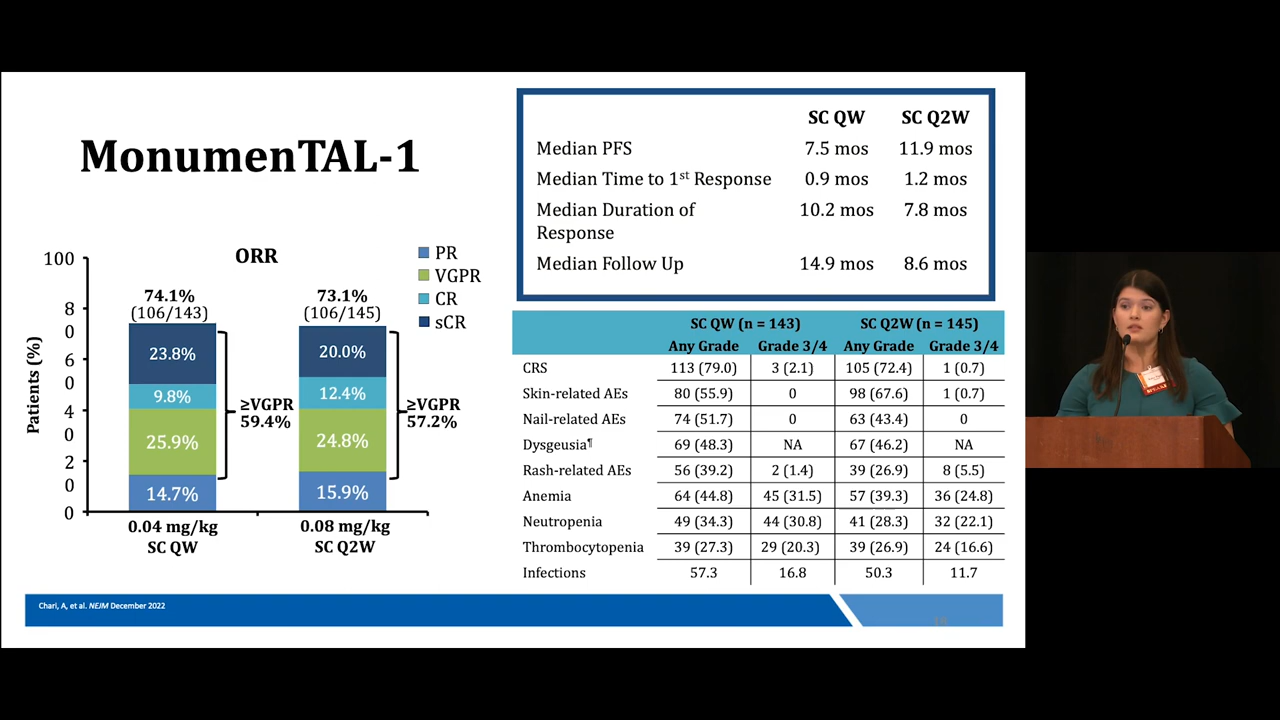 MonumenTAL-1
SC QW SC Q2W
Median PFS 7.5 mos 11.9 mos
Median Time to 1st Response 0.9 mos 1.2 mos
Median Duration of 10.2 mos 7.8 mos
Response
Median Follow Up 14.9 mos 8.6 mos
ORR
PR
VGPR
CR
sCR
Patients (%)
100
8
0
6
0
4
0
2
0
0
74.1%
(106/143)
23.8%
9.8%
25.9%
14.7%
≥VGPR
59.4%
73.1%
(106/145)
20.0%
12.4%
24.8%
15.9%
≥VGPR
57.2%
0.04 mg/kg
SC QW
0.08 mg/kg
SC Q2W
SC QW (n = 143) SC Q2W (n = 145)
Any Grade Grade 3/4 Any Grade Grade 3/4
CRS 113 (79.0) 3 (2.1) 105 (72.4) 1 (0.7)
Skin-related AEs 80 (55.9) 0 98 (67.6) 1 (0.7)
Nail-related AEs 74 (51.7) 0 63 (43.4) 0
Dysgeusia¶ 69 (48.3) NA 67 (46.2) NA
Rash-related AEs 56 (39.2) 2 (1.4) 39 (26.9) 8 (5.5)
Anemia 64 (44.8) 45 (31.5) 57 (39.3) 36 (24.8)
Neutropenia 49 (34.3) 44 (30.8) 41 (28.3) 32 (22.1)
Thrombocytopenia 39 (27.3) 29 (20.3) 39 (26.9) 24 (16.6)
Infections 57.3 16.8 50.3 11.7
Chari, A, et al. NEJM December 2022